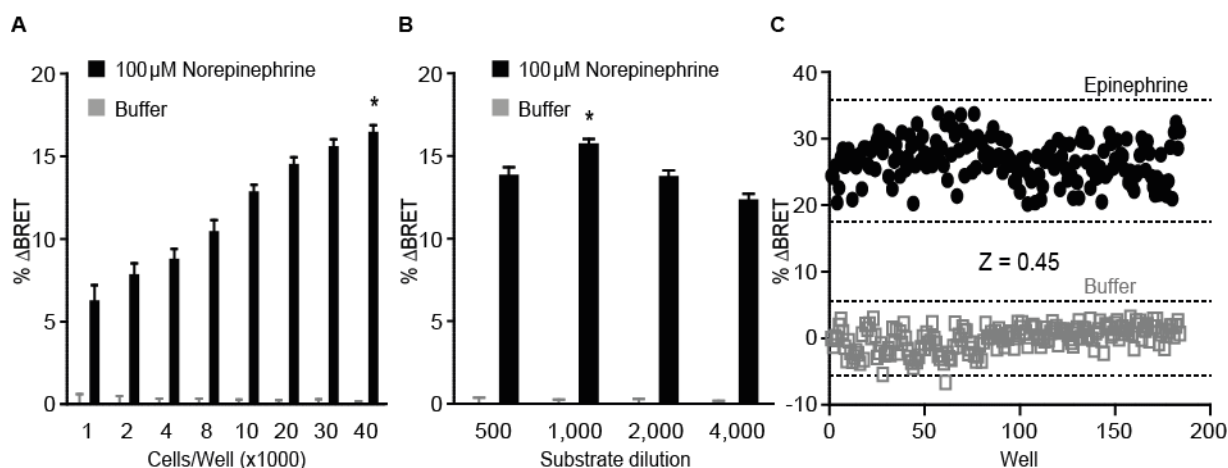 A
100 µM Norepinephrine
Buffer
*
% ΔBRET
20
15
10
5
0
1 2 4 8 10 20 30 40
Cells/Well (x1000)
B
100 µM Norepinephrine
Buffer
*
% ΔBRET
20
15
10
5
0
500 1,000 2,000 4,000
Substrate dilution
C
Epinephrine
Z = 0.45
Buffer
% ΔBRET
40
30
20
10
0
-10
0 50 100 150 200
Well